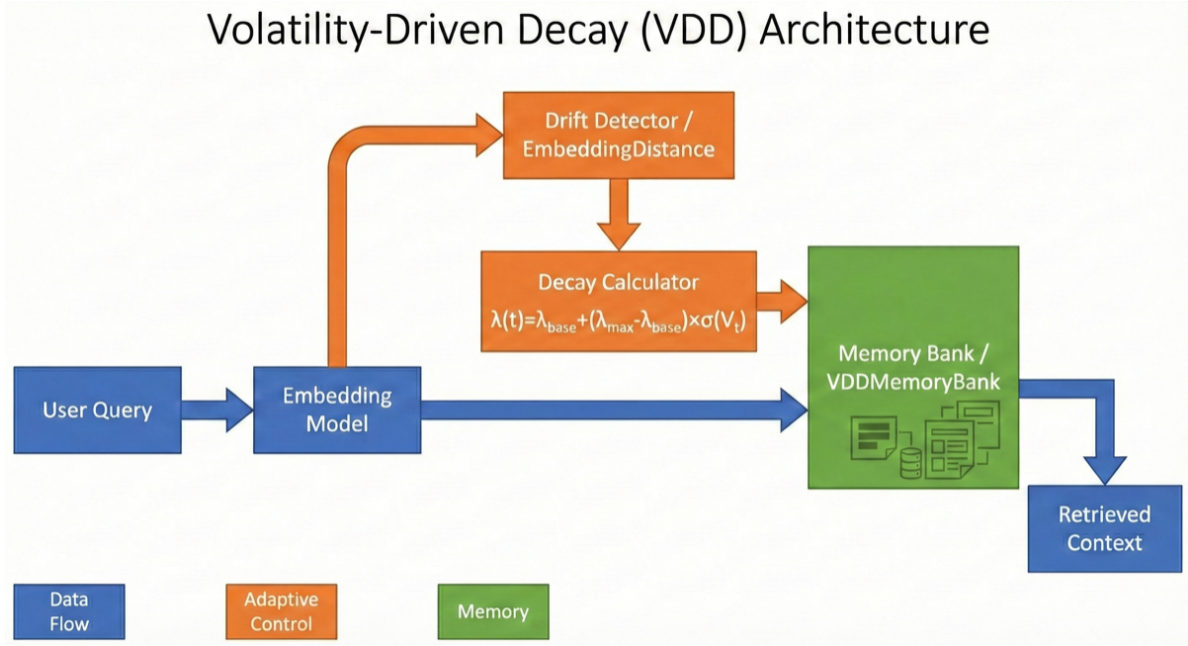 Volatility-Driven Decay (VDD) Architecture
Drift Detector /
EmbeddingDistance
Decay Calculator
λ(t)=λbase+(λmax-λbase)×σ(Vt)
Memory Bank /
VDDMemoryBank
User Query
Embedding
Model
Retrieved
Context
Data
Flow
Adaptive
Control
Memory